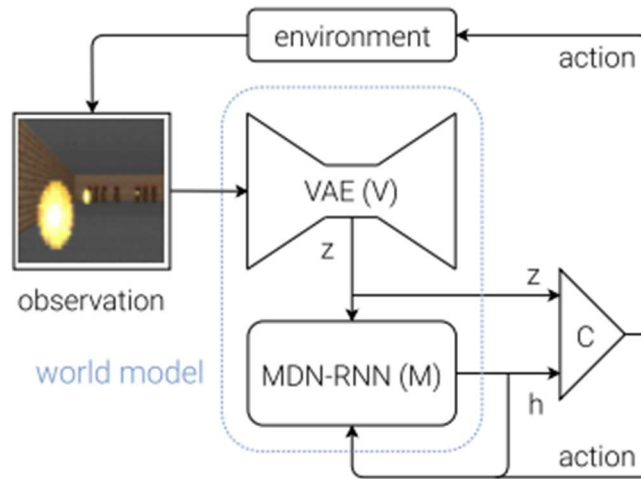 environment
action
VAE (V)
z
observation
z
C
world model
MDN-RNN (M)
h
action